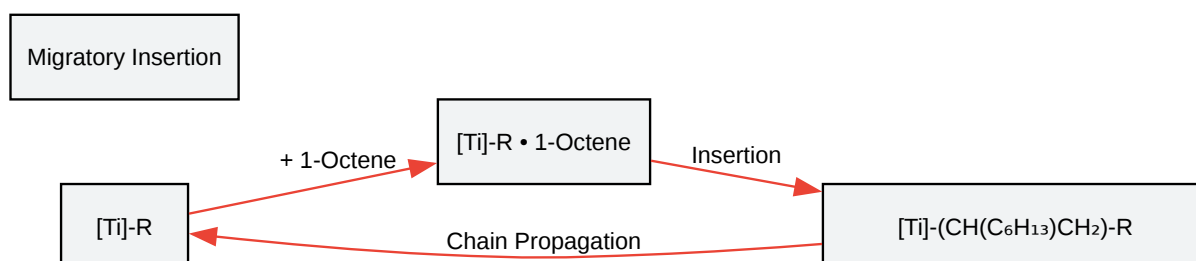 Migratory Insertion
[Ti]-R • 1-Octene
+ 1-Octene
Insertion
[Ti]-R
[Ti]-(CH(C₆H₁₃)CH₂)-R
Chain Propagation